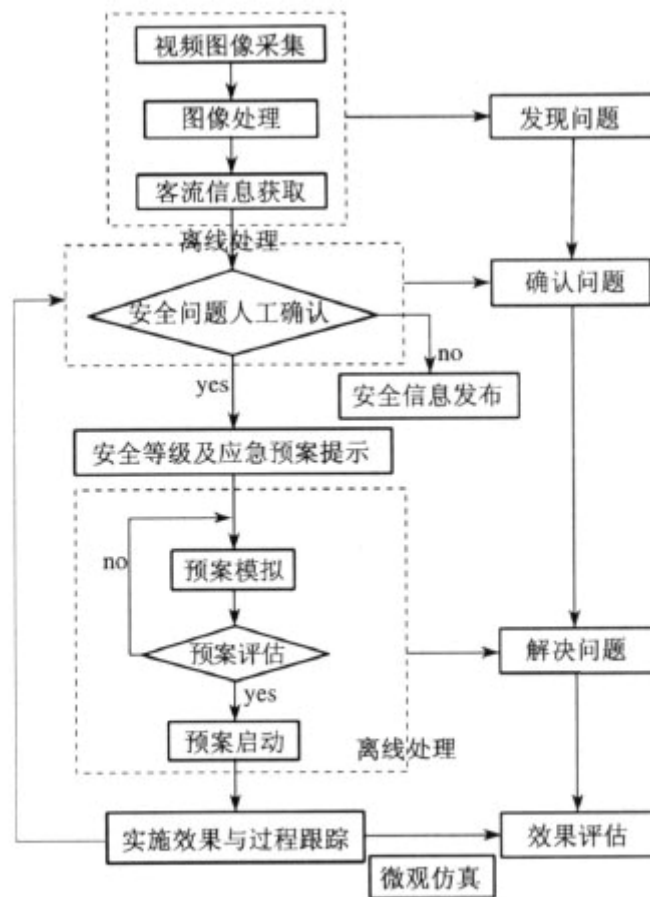 视频图像采集
图像处理
发现问题
客流信息获取
离线处理
安全问题人工确认
确认问题
no
yes
安全信息发布
安全等级及应急预案提示
no
预案模拟
预案评估
解决问题
yes
预案启动
离线处理
实施效果与过程跟踪
效果评估
微观仿真